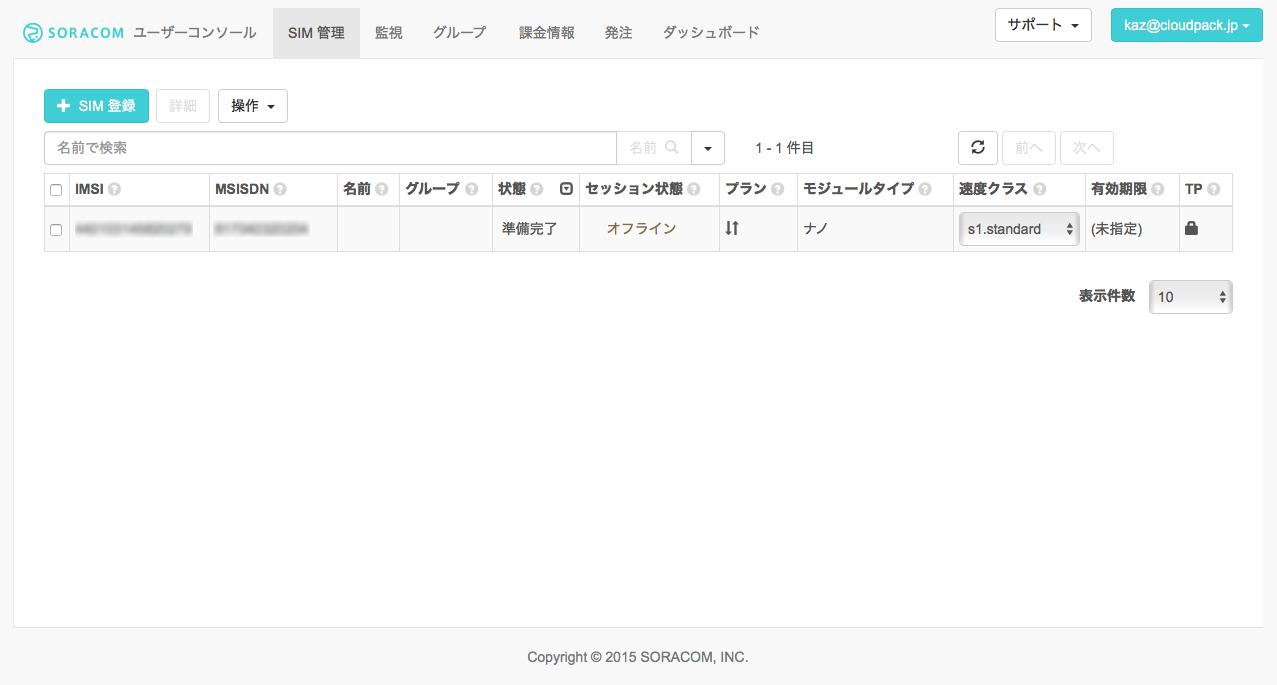 SORACOM ユーザーコンソール SIM 管理 監視 グループ 課金情報 発注 ダッシュボード サポート kaz@cloudpack.jp
SIM 登録 詳細 操作
名前で検索 名前 1 - 1 件目 前へ 次へ
IMSI MSISDN 名前 グループ 状態 セッション状態 プラン モジュールタイプ 速度クラス 有効期限 TP
準備完了 オフライン ナノ s1.standard (未指定)
表示件数 10
Copyright © 2015 SORACOM, INC.